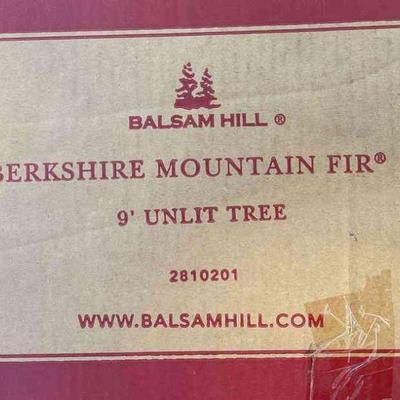 BALSAM HILL ®
BERKSHIRE MOUNTAIN FIR®
9' UNLIT TREE
2810201
WWW.BALSAMHILL.COM